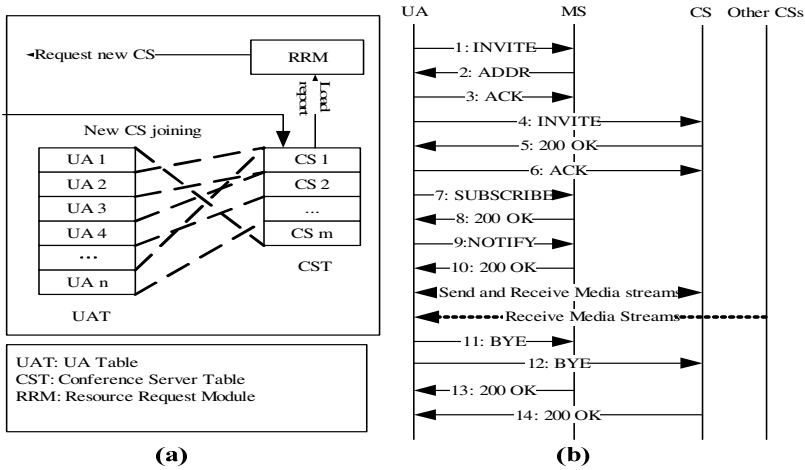 Request new CS
RRM
Load
report
New CS joining
UA 1
UA 2
UA 3
UA 4
...
UA n
UAT
CS 1
CS 2
...
CS m
CST
UAT: UA Table
CST: Conference Server Table
RRM: Resource Request Module
(a)
UA
MS
CS
Other CSs
1: INVITE
2: ADDR
3: ACK
4: INVITE
5: 200 OK
6: ACK
7: SUBSCRIBE
8: 200 OK
9:NOTIFY
10: 200 OK
Send and Receive Media streams
Receive Media Streams
11: BYE
12: BYE
13: 200 OK
14: 200 OK
(b)